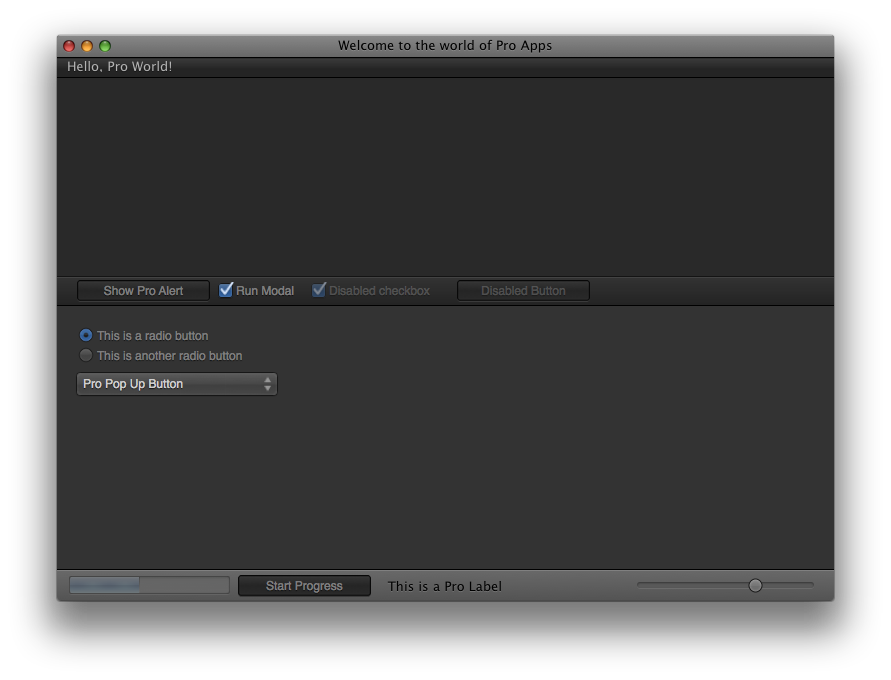 Welcome to the world of Pro Apps
Hello, Pro World!
Show Pro Alert
Run Modal
Disabled checkbox
Disabled Button
This is a radio button
This is another radio button
Pro Pop Up Button
Start Progress
This is a Pro Label